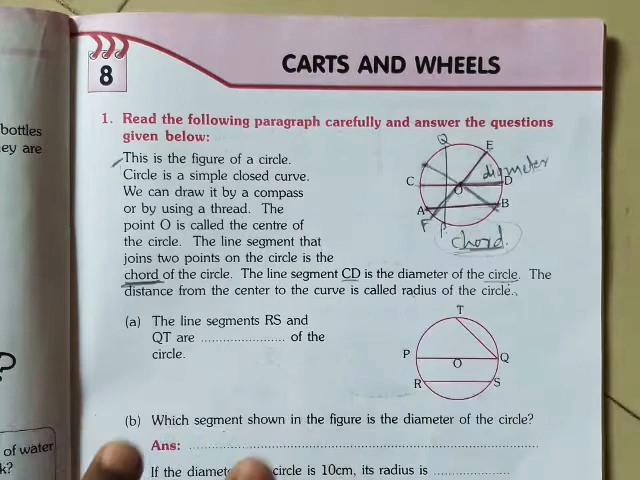 8
CARTS AND WHEELS
1. Read the following paragraph carefully and answer the questions
given below:
bottles
ey are
This is the figure of a circle.
Circle is a simple closed curve.
We can draw it by a compass
or by using a thread. The
point O is called the centre of
the circle. The line segment that
joins two points on the circle is the
chord of the circle. The line segment CD is the diameter of the circle. The
distance from the center to the curve is called radius of the circle.
Q
E
diameter
C
O
D
A
B
F
P
chord.
(a) The line segments RS and
QT are ........................ of the
circle.
T
P
O
Q
R
S
?
(b) Which segment shown in the figure is the diameter of the circle?
Ans: ....................................................................................................
of water
k?
If the diamete circle is 10cm, its radius is ......................